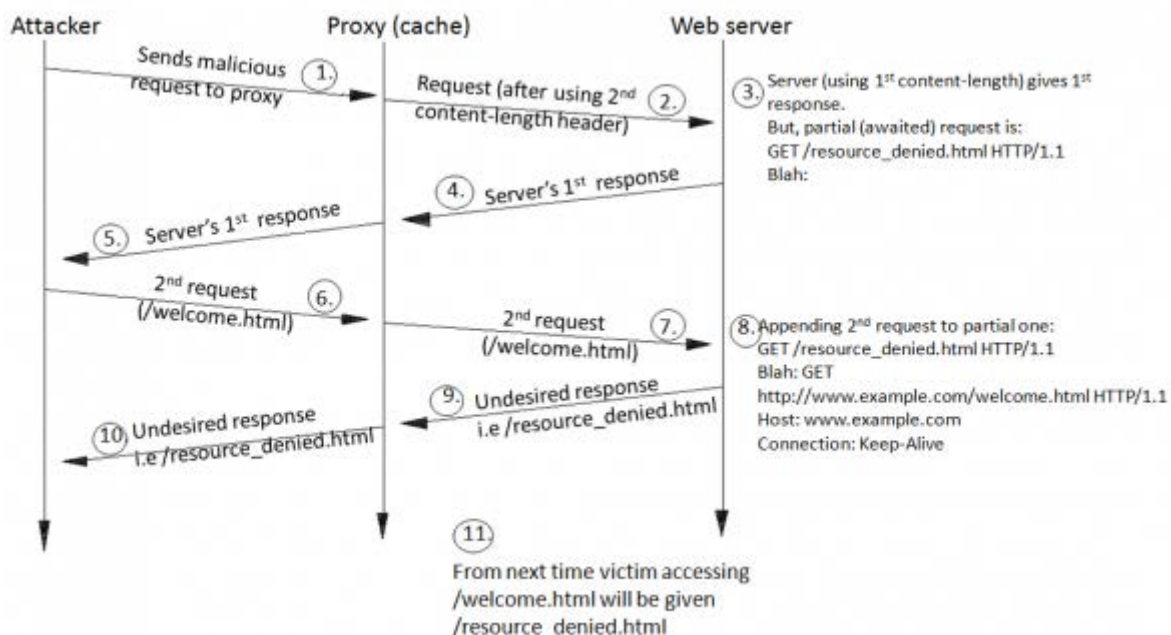 Attacker
Proxy (cache)
Web server
Sends malicious
request to proxy
1.
Request (after using 2nd
content-length header)
2.
3.
Server (using 1st content-length) gives 1st
response.
But, partial (awaited) request is:
GET /resource_denied.html HTTP/1.1
Blah:
4.
Server's 1st response
5.
Server's 1st response
2nd request
(/welcome.html)
6.
2nd request
(/welcome.html)
7.
8.
Appending 2nd request to partial one:
GET /resource_denied.html HTTP/1.1
Blah: GET
http://www.example.com/welcome.html HTTP/1.1
Host: www.example.com
Connection: Keep-Alive
9.
Undesired response
i.e /resource_denied.html
10.
Undesired response
i.e /resource_denied.html
11.
From next time victim accessing
/welcome.html will be given
/resource_denied.html